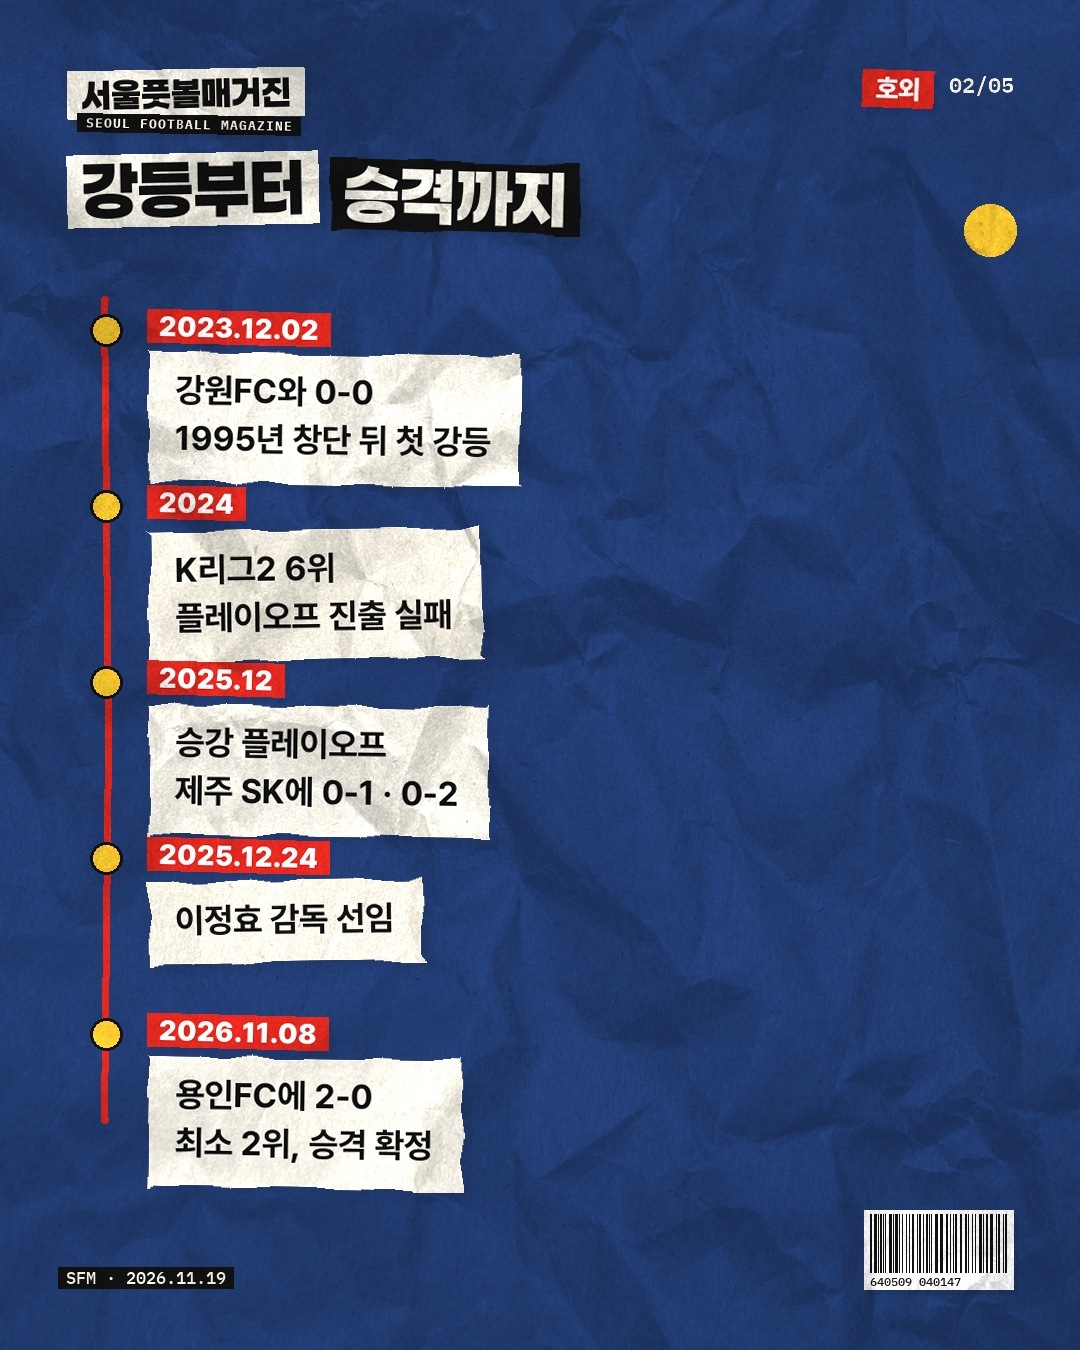 서울풋볼매거진
SEOUL FOOTBALL MAGAZINE
호외 02/05
강등부터 승격까지
2023.12.02
강원FC와 0-0
1995년 창단 뒤 첫 강등
2024
K리그2 6위
플레이오프 진출 실패
2025.12
승강 플레이오프
제주 SK에 0-1 · 0-2
2025.12.24
이정효 감독 선임
2026.11.08
용인FC에 2-0
최소 2위, 승격 확정
SFM · 2026.11.19
640509 040147